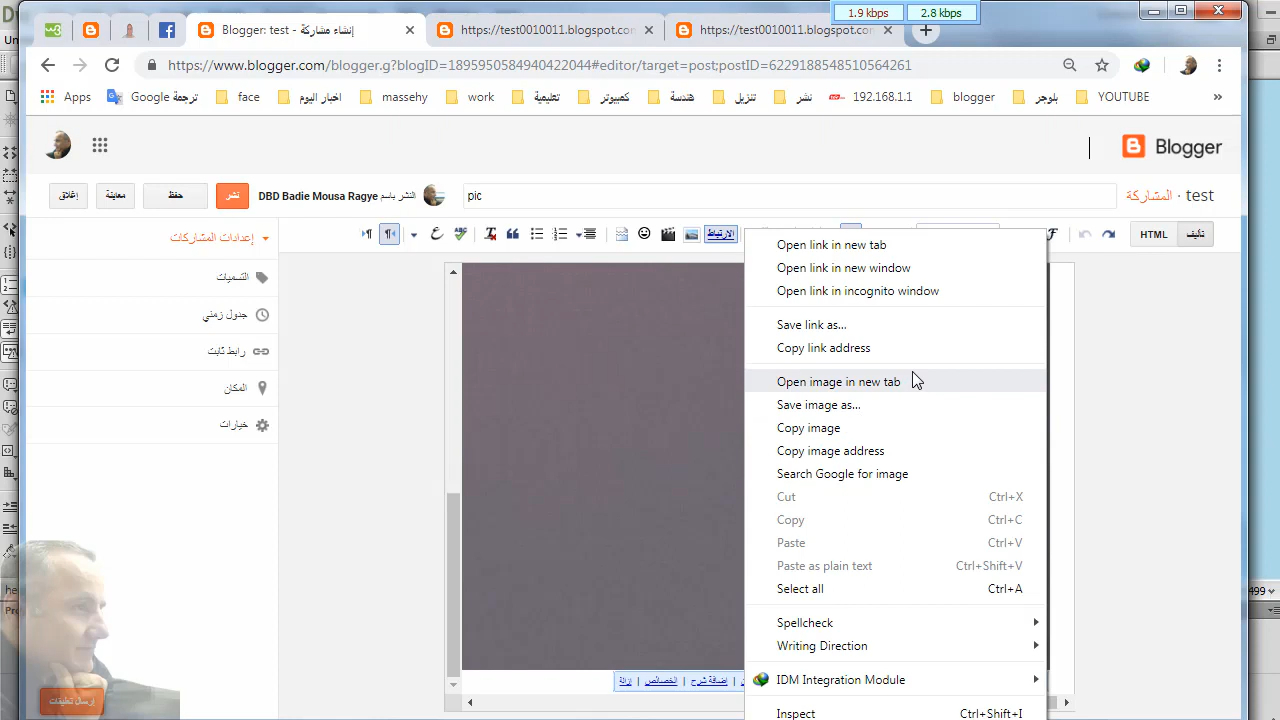 1.9 kbps 2.8 kbps
Blogger: test - إنشاء مشاركة
https://test0010011.blogspot.com
https://test0010011.blogspot.com
https://www.blogger.com/blogger.g?blogID=1895950564940122044#editor/target=post;postID=6229188548510564261
Apps
ترجمة Google
face
اخبار اليوم
massehy
work
تعليمية
كمبيوتر
هندسة
تنزيل
نشر
192.168.1.1
blogger
بلوجر
YOUTUBE
»
Blogger
إغلاق
معاينة
حفظ
نشر
النشر باسم DBD Badie Mousa Ragye
pic
test · المشاركة
الارتباط
HTML
تأليف
إعدادات المشاركات
التسميات
جدول زمني
رابط ثابت
المكان
خيارات
Open link in new tab
Open link in new window
Open link in incognito window
Save link as...
Copy link address
Open image in new tab
Save image as...
Copy image
Copy image address
Search Google for image
Cut Ctrl+X
Copy Ctrl+C
Paste Ctrl+V
Paste as plain text Ctrl+Shift+V
Select all Ctrl+A
Spellcheck
Writing Direction
IDM Integration Module
Inspect Ctrl+Shift+I
إضافة شرح | الخصائص | إزالة
إرسال تعليقات